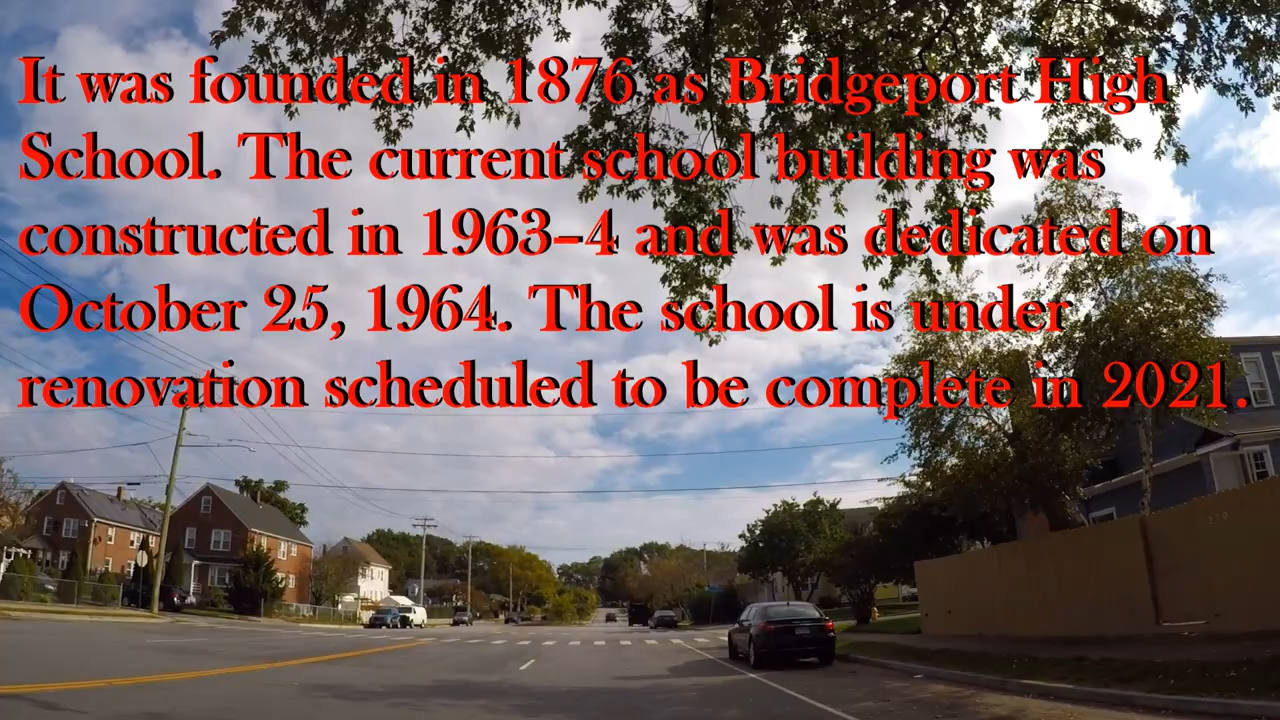 It was founded in 1876 as Bridgeport High
School. The current school building was
constructed in 1963–4 and was dedicated on
October 25, 1964. The school is under
renovation scheduled to be complete in 2021.